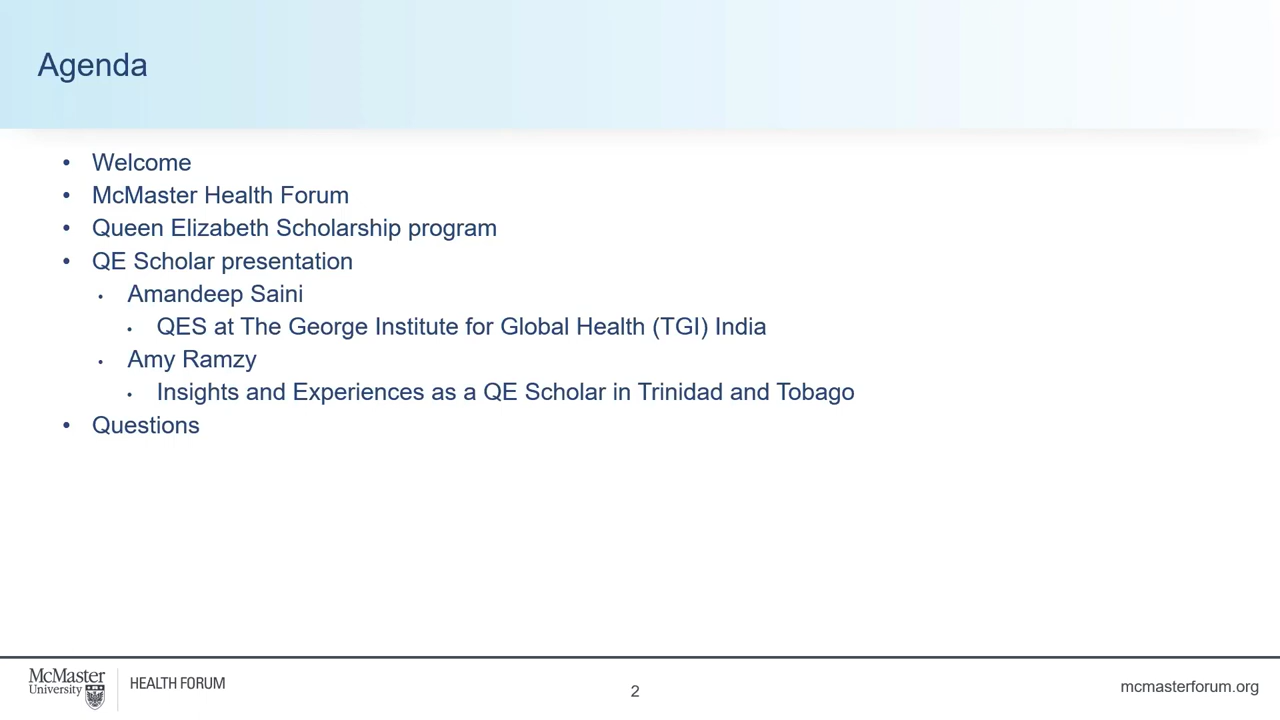 Agenda
• Welcome
• McMaster Health Forum
• Queen Elizabeth Scholarship program
• QE Scholar presentation
• Amandeep Saini
• QES at The George Institute for Global Health (TGI) India
• Amy Ramzy
• Insights and Experiences as a QE Scholar in Trinidad and Tobago
• Questions
McMaster
University
HEALTH FORUM
2
mcmasterforum.org